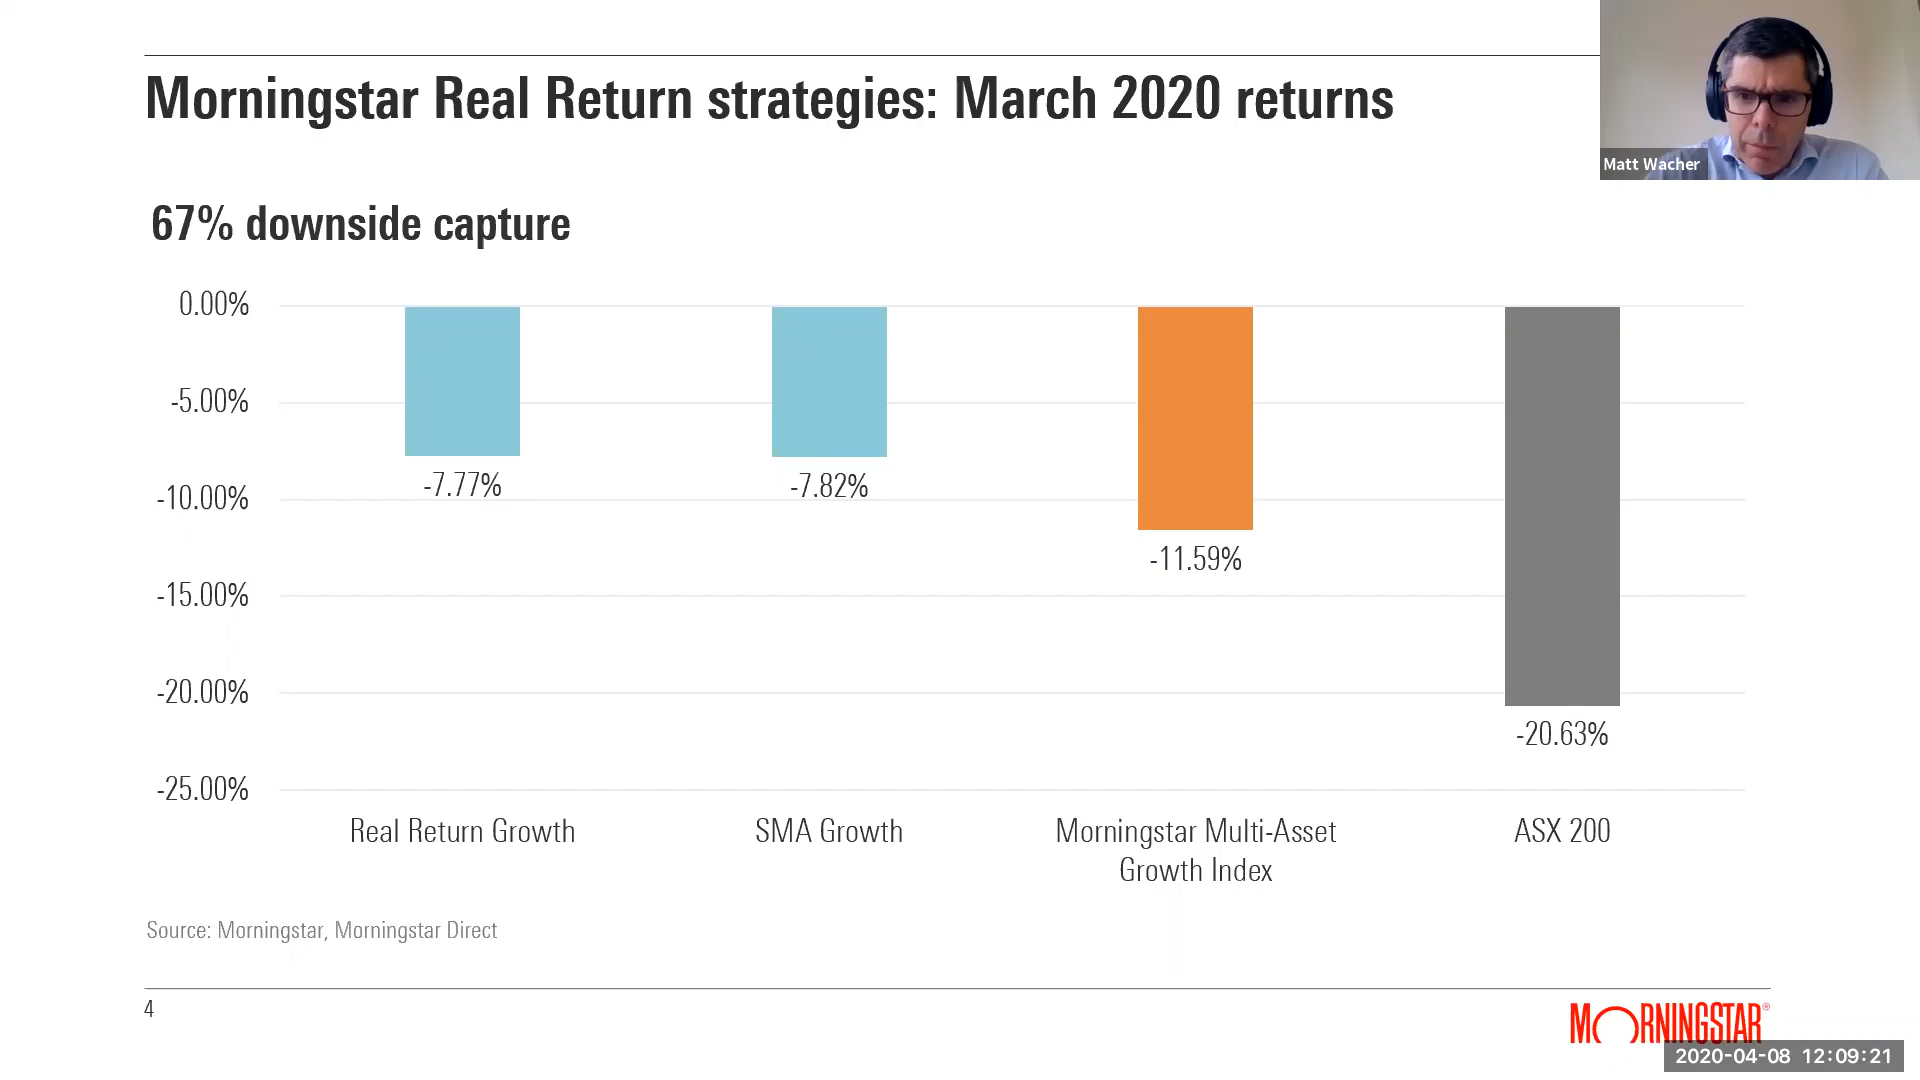 Morningstar Real Return strategies: March 2020 returns
Matt Wacher
67% downside capture
0.00%
-5.00%
-10.00%
-15.00%
-20.00%
-25.00%
-7.77%
-7.82%
-11.59%
-20.63%
Real Return Growth
SMA Growth
Morningstar Multi-Asset
Growth Index
ASX 200
Source: Morningstar, Morningstar Direct
4
MORNINGSTAR®
2020-04-08 12:09:21